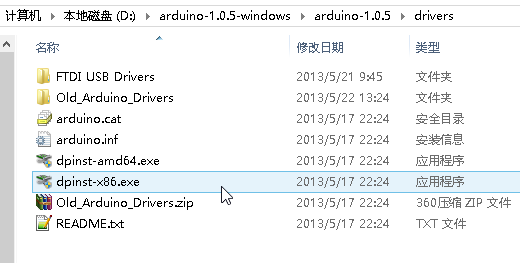 计算机 ▸ 本地磁盘 (D:) ▸ arduino-1.0.5-windows ▸ arduino-1.0.5 ▸ drivers
名称 修改日期 类型
FTDI USB Drivers 2013/5/21 9:45 文件夹
Old_Arduino_Drivers 2013/5/22 13:24 文件夹
arduino.cat 2013/5/17 22:24 安全目录
arduino.inf 2013/5/17 22:24 安装信息
dpinst-amd64.exe 2013/5/17 22:24 应用程序
dpinst-x86.exe 2013/5/17 22:24 应用程序
Old_Arduino_Drivers.zip 2013/5/17 22:24 360压缩 ZIP 文件
README.txt 2013/5/17 22:24 TXT 文件